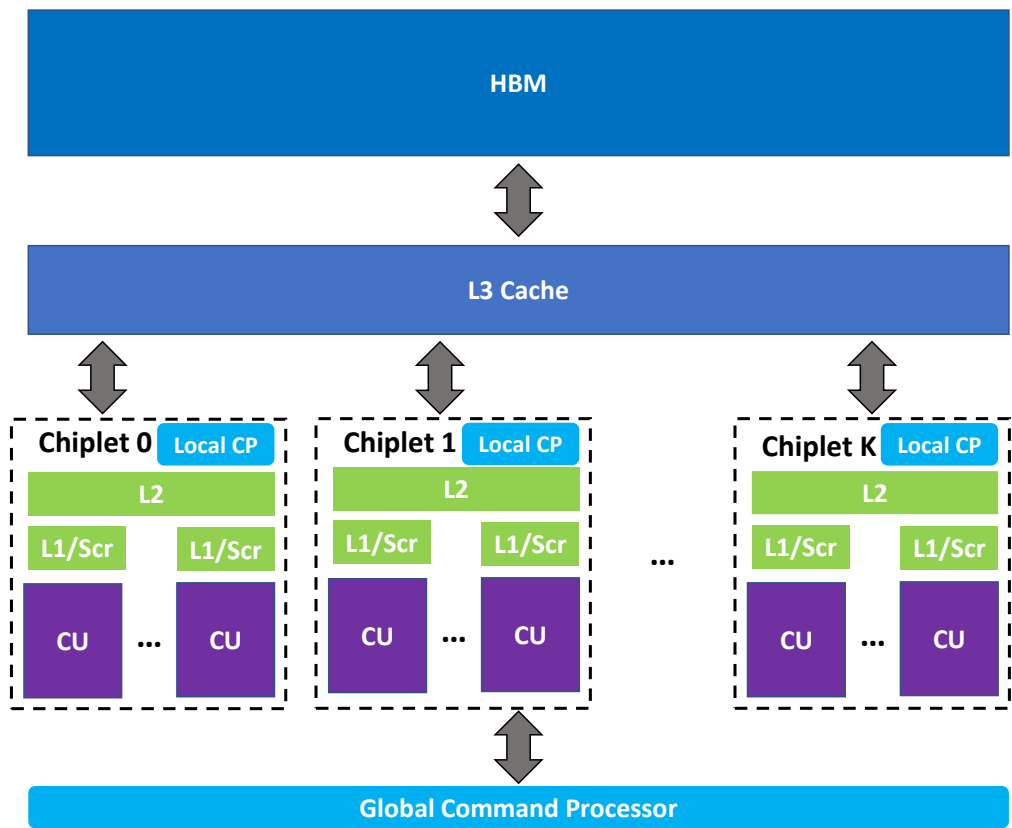 HBM
L3 Cache
Chiplet 0 Local CP
L2
L1/Scr L1/Scr
CU ... CU
Chiplet 1 Local CP
L2
L1/Scr L1/Scr
CU ... CU
...
Chiplet K Local CP
L2
L1/Scr L1/Scr
CU ... CU
Global Command Processor